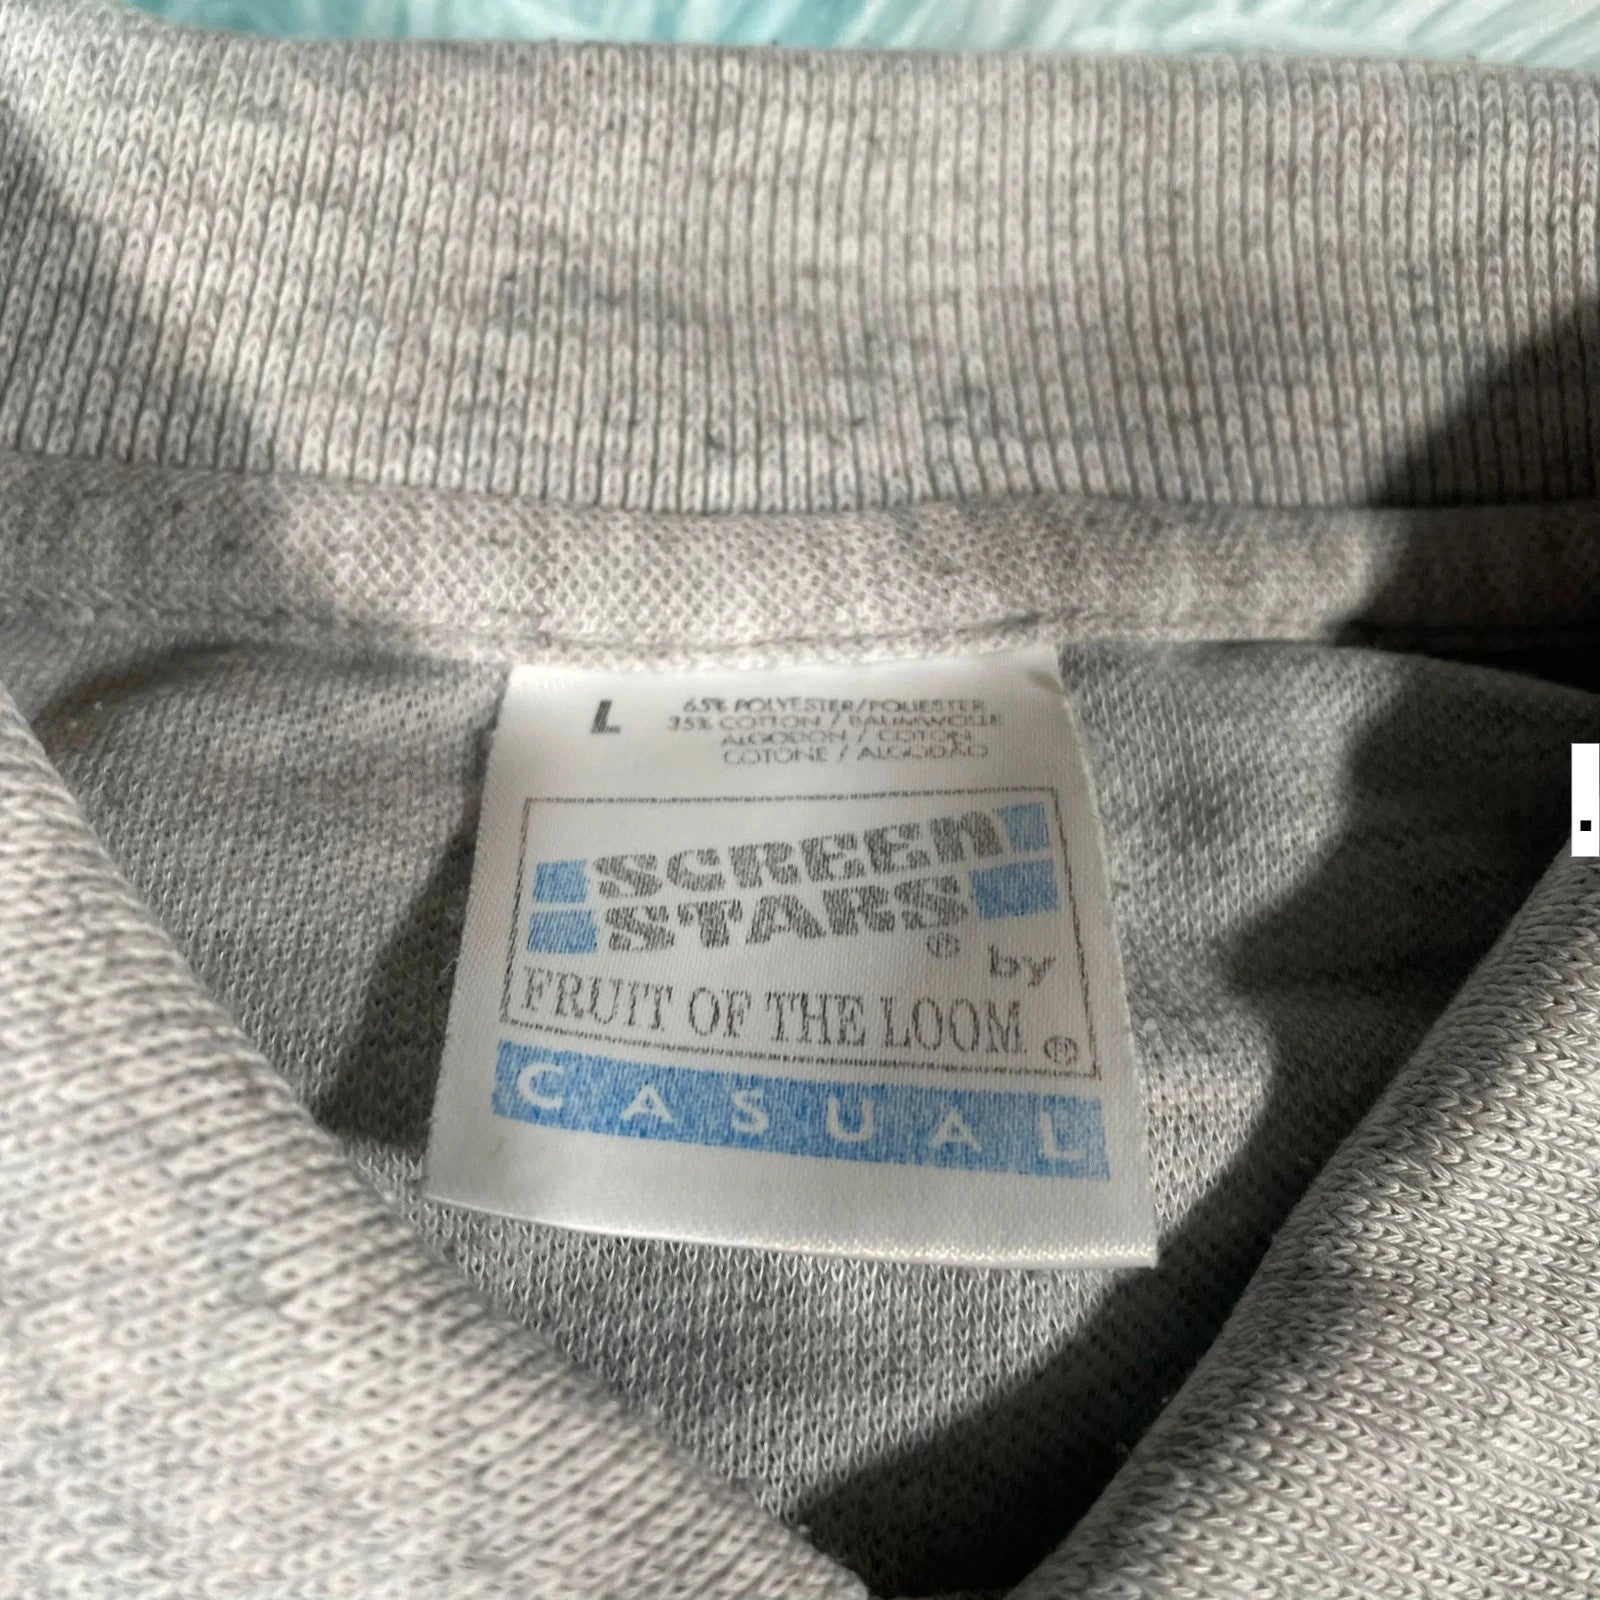 L
65% POLYESTER/POLIESTER
35% COTTON / BAUMWOLLE
ALGODON / COTON
COTONE / ALGODÃO
SCREEN
STARS® by
FRUIT OF THE LOOM®
CASUAL
.